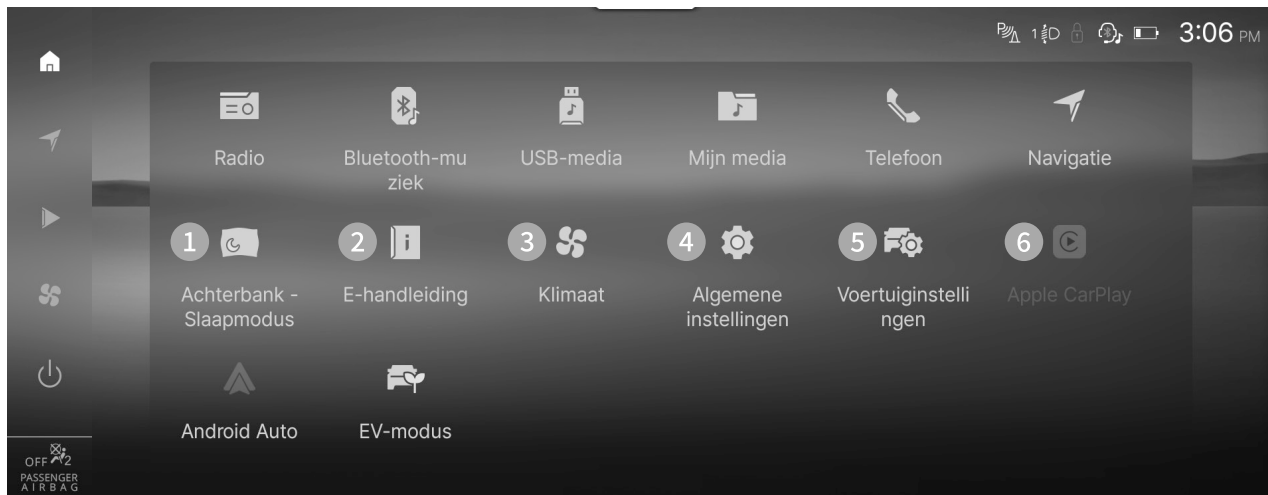 3:06 PM
Radio
Bluetooth-mu
ziek
USB-media
Mijn media
Telefoon
Navigatie
1
2
3
4
5
6
Achterbank -
Slaapmodus
E-handleiding
Klimaat
Algemene
instellingen
Voertuiginstelli
ngen
Apple CarPlay
Android Auto
EV-modus
OFF 2
PASSENGER
AIRBAG